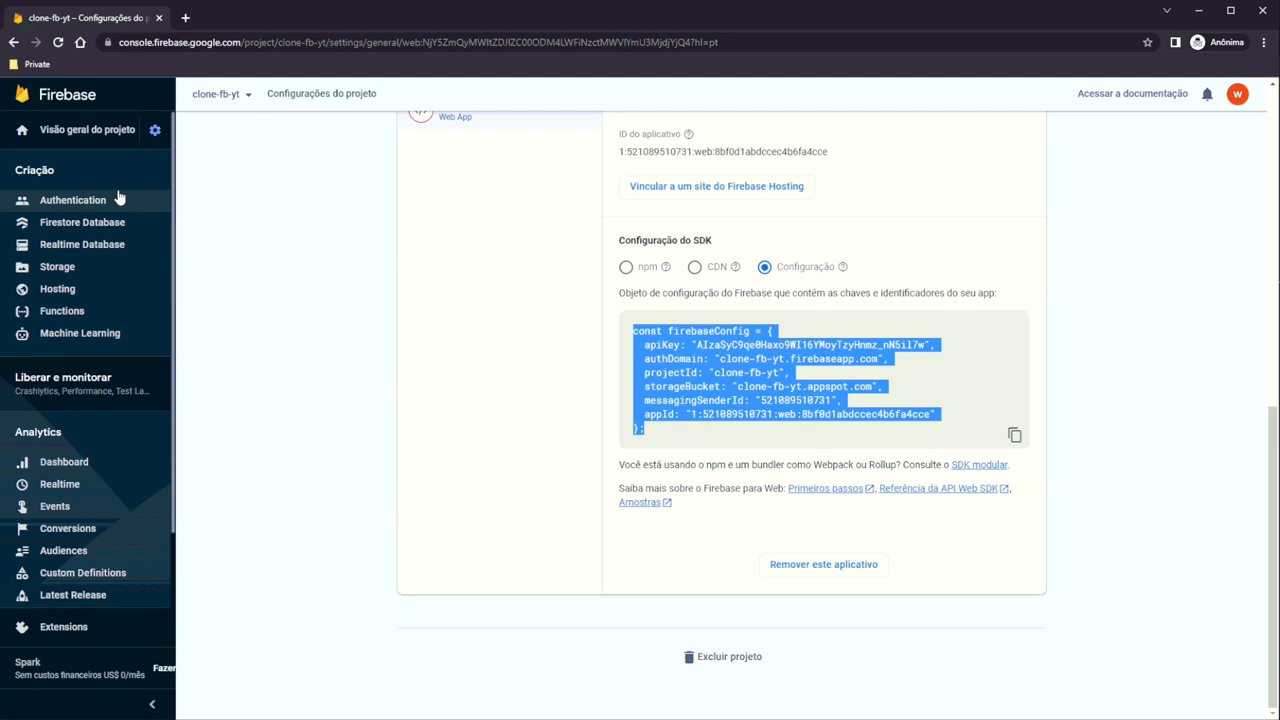 clone-fb-yt – Configurações do p
console.firebase.google.com/project/clone-fb-yt/settings/general/web:NjY5ZmQyMWItZDJlZC00ODM4LWFiNzctMWVlYmU3MjdjYjQ4?hl=pt
Anônima
Private
Firebase
clone-fb-yt
Configurações do projeto
Acessar a documentação
W
Visão geral do projeto
Criação
Authentication
Firestore Database
Realtime Database
Storage
Hosting
Functions
Machine Learning
Liberar e monitorar
Crashlytics, Performance, Test La...
Analytics
Dashboard
Realtime
Events
Conversions
Audiences
Custom Definitions
Latest Release
Extensions
Spark
Sem custos financeiros US$ 0/mês
Fazer
Web App
ID do aplicativo
1:521089510731:web:8bf0d1abdccec4b6fa4cce
Vincular a um site do Firebase Hosting
Configuração do SDK
npm
CDN
Configuração
Objeto de configuração do Firebase que contém as chaves e identificadores do seu app:
const firebaseConfig = {
apiKey: "AIzaSyC9qe0Haxo9WI16YMoyTzyHnmz_nN5il7w",
authDomain: "clone-fb-yt.firebaseapp.com",
projectId: "clone-fb-yt",
storageBucket: "clone-fb-yt.appspot.com",
messagingSenderId: "521089510731",
appId: "1:521089510731:web:8bf0d1abdccec4b6fa4cce"
};
Você está usando o npm e um bundler como Webpack ou Rollup? Consulte o SDK modular.
Saiba mais sobre o Firebase para Web: Primeiros passos, Referência da API Web SDK,
Amostras
Remover este aplicativo
Excluir projeto